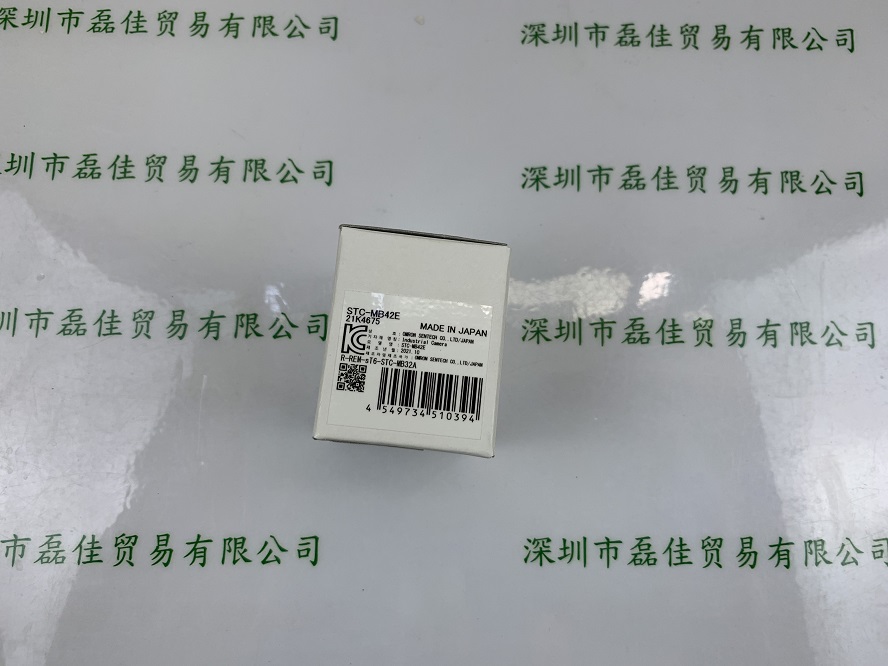 深圳市磊佳贸易有限公司
深圳市磊佳贸易有限公司
圳市磊佳贸易有限公司
深圳市磊佳贸易有限公司
STC-MB42E
21K4675
MADE IN JAPAN
: OMRON SENTECH CO.,LTD/JAPAN
: Industrial Camera
: STC-MB42E
: 2021.10
: OMRON SENTECH CO.,LTD/JAPAN
R-REM-sT6-STC-MB32A
4 549734 510394
圳市磊佳贸易有限公司
深圳市磊佳贸易有限公司
市磊佳贸易有限公司
深圳市磊佳贸易有限公司